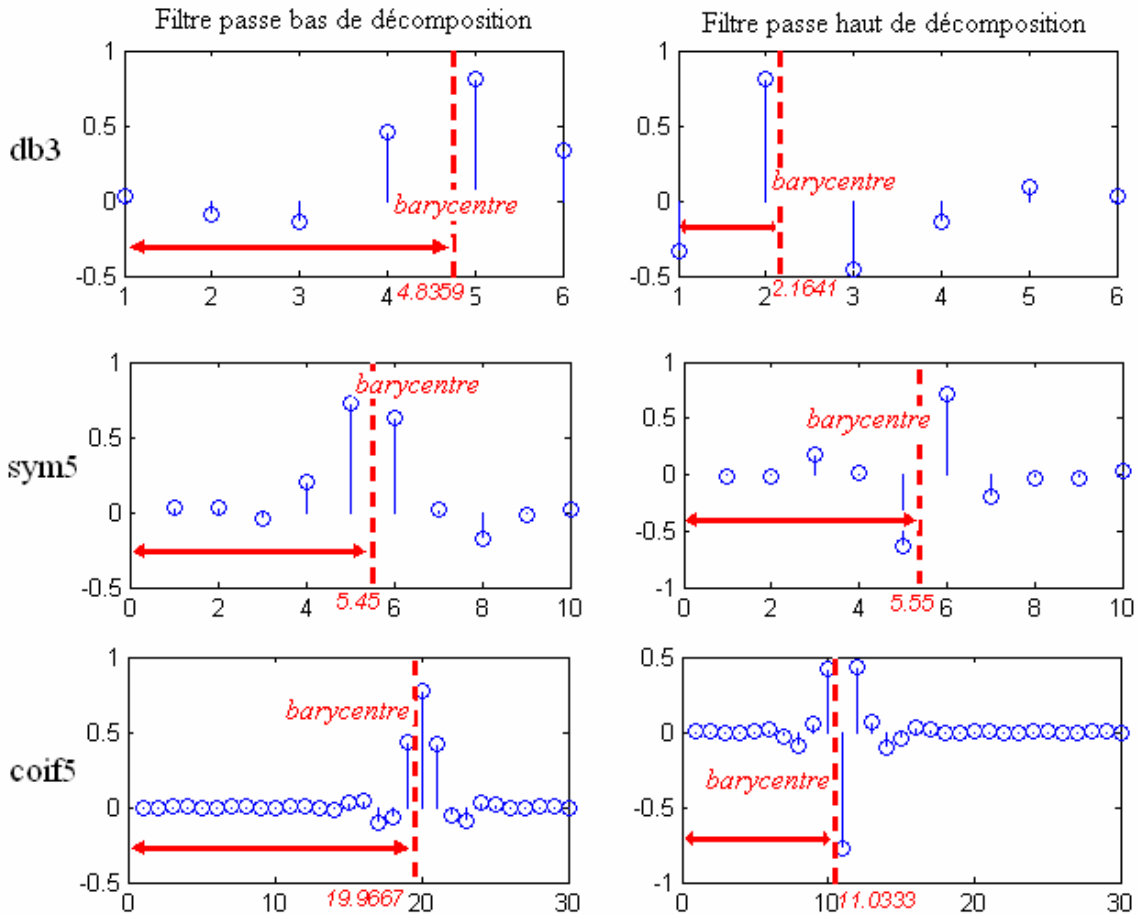 Filtre passe bas de décomposition
Filtre passe haut de décomposition
db3
1
0.5
0
-0.5
barycentre
1 2 3 4 4.8359 5 6
1
0.5
0
-0.5
barycentre
1 2 2.1641 3 4 5 6
sym5
1
0.5
0
-0.5
barycentre
0 2 4 5.45 6 8 10
1
0.5
0
-0.5
-1
barycentre
0 2 4 5.55 6 8 10
coif5
1
0.5
0
-0.5
barycentre
0 10 19.9667 20 30
0.5
0
-0.5
-1
barycentre
0 10 11.0333 20 30